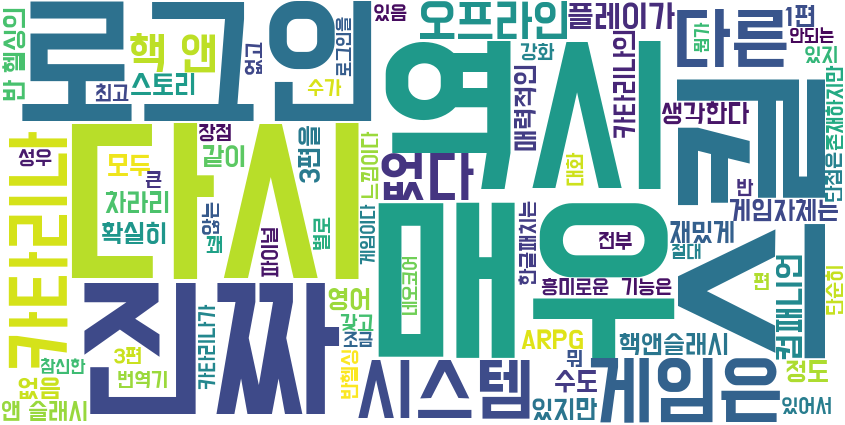 로그인
역시
다시
매우
진짜
카타리나
시스템
게임은
없다
다른
오프라인
플레이가
1편
안되는
있지
뭔가
있음
강화
로그인을
없고
핵 앤
스토리
최고
수가
반 헬싱의
성우
모두
큰
장점
같이
3편을
차라리
확실히
않는
파이널
별로
느낌이다
게임이다
네오코어
영어
갖고
조금
반헬싱
카타리나가
3편
번역기
참신한
없음
앤 슬래시
매력적인
카타리나인
대화
생각한다
반
단점은존재하지만
게임자체는
재밌게
절대
전부
한글패치는
흥미로운
기능은
컴패니언
편
단순히
ARPG
핵앤슬래시
뭐
수도
있지만
정도
있어서